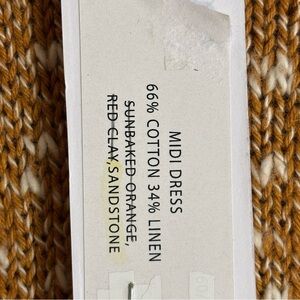 MIDI DRESS
66% COTTON 34% LINEN
SUNBAKED ORANGE,
RED CLAY,SANDSTONE